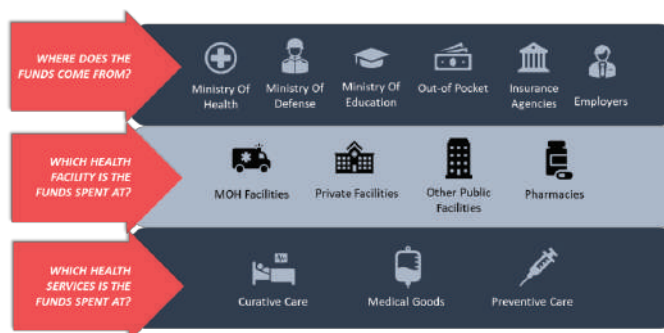 WHERE DOES THE
FUNDS COME FROM?
Ministry Of
Health
Ministry Of
Defense
Ministry Of
Education
Out-of Pocket
Insurance
Agencies
Employers
WHICH HEALTH
FACILITY IS THE
FUNDS SPENT AT?
MOH Facilities
Private Facilities
Other Public
Facilities
Pharmacies
WHICH HEALTH
SERVICES IS THE
FUNDS SPENT AT?
Curative Care
Medical Goods
Preventive Care